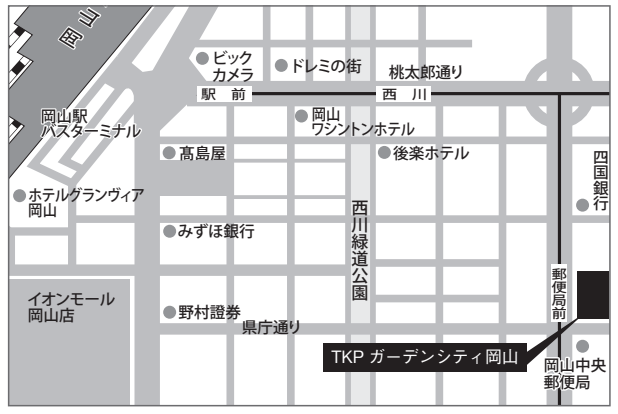 岡山
ビック
カメラ
ドレミの街
桃太郎通り
駅前
西川
岡山駅
バスターミナル
岡山
ワシントンホテル
髙島屋
後楽ホテル
四国銀行
ホテルグランヴィア
岡山
みずほ銀行
西川緑道公園
郵便局前
イオンモール
岡山店
野村證券
県庁通り
TKP ガーデンシティ岡山
岡山中央
郵便局